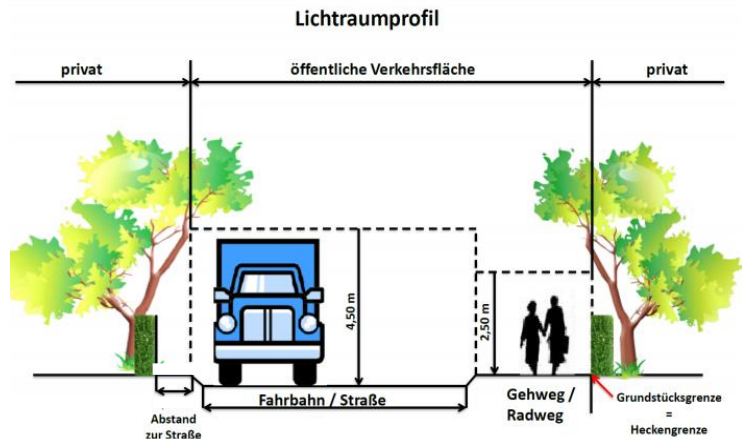 Lichtraumprofil
privat
öffentliche Verkehrsfläche
privat
4,50 m
2,50 m
Fahrbahn / Straße
Gehweg /
Radweg
Abstand
zur Straße
Grundstücksgrenze
=
Heckengrenze